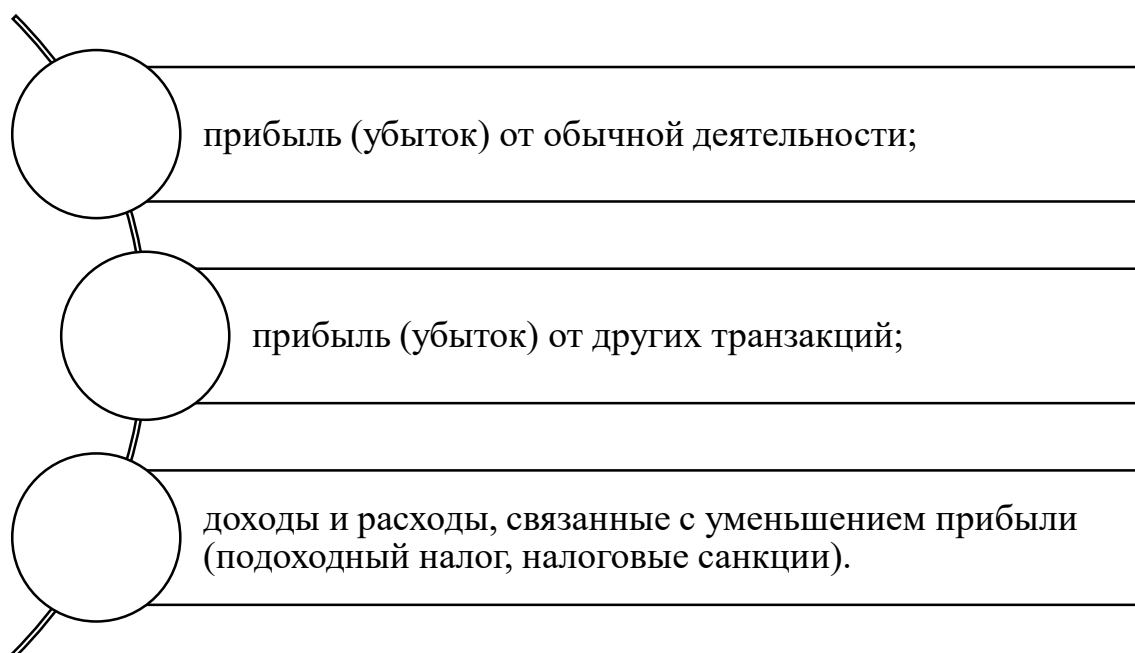 прибыль (убыток) от обычной деятельности;
прибыль (убыток) от других транзакций;
доходы и расходы, связанные с уменьшением прибыли
(подоходный налог, налоговые санкции).